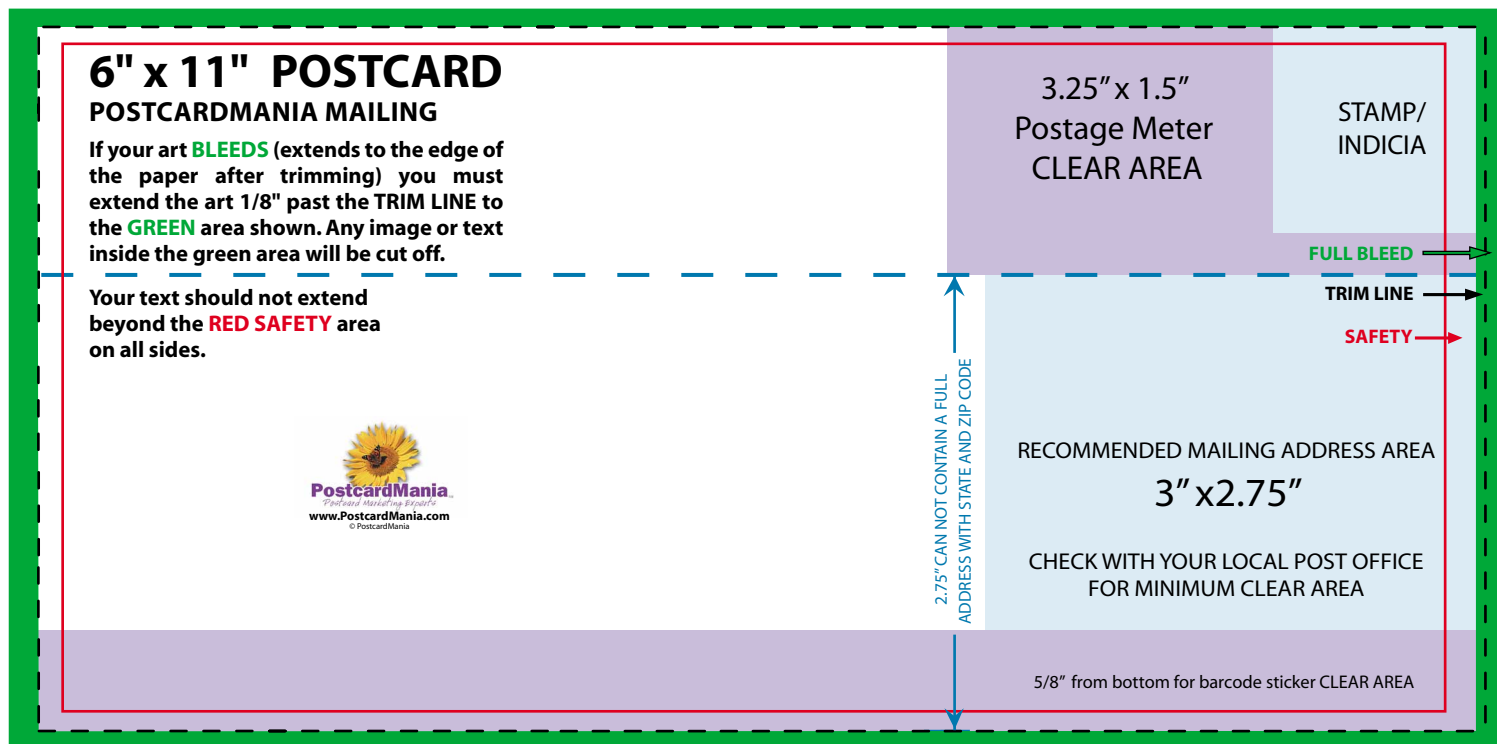 6" x 11" POSTCARD
POSTCARDMANIA MAILING
If your art BLEEDS (extends to the edge of
the paper after trimming) you must
extend the art 1/8" past the TRIM LINE to
the GREEN area shown. Any image or text
inside the green area will be cut off.
Your text should not extend
beyond the RED SAFETY area
on all sides.
PostcardMania™
Postcard Marketing Experts
www.PostcardMania.com
© PostcardMania
3.25” x 1.5”
Postage Meter
CLEAR AREA
STAMP/
INDICIA
FULL BLEED
TRIM LINE
SAFETY
2.75” CAN NOT CONTAIN A FULL
ADDRESS WITH STATE AND ZIP CODE
RECOMMENDED MAILING ADDRESS AREA
3” x2.75”
CHECK WITH YOUR LOCAL POST OFFICE
FOR MINIMUM CLEAR AREA
5/8” from bottom for barcode sticker CLEAR AREA